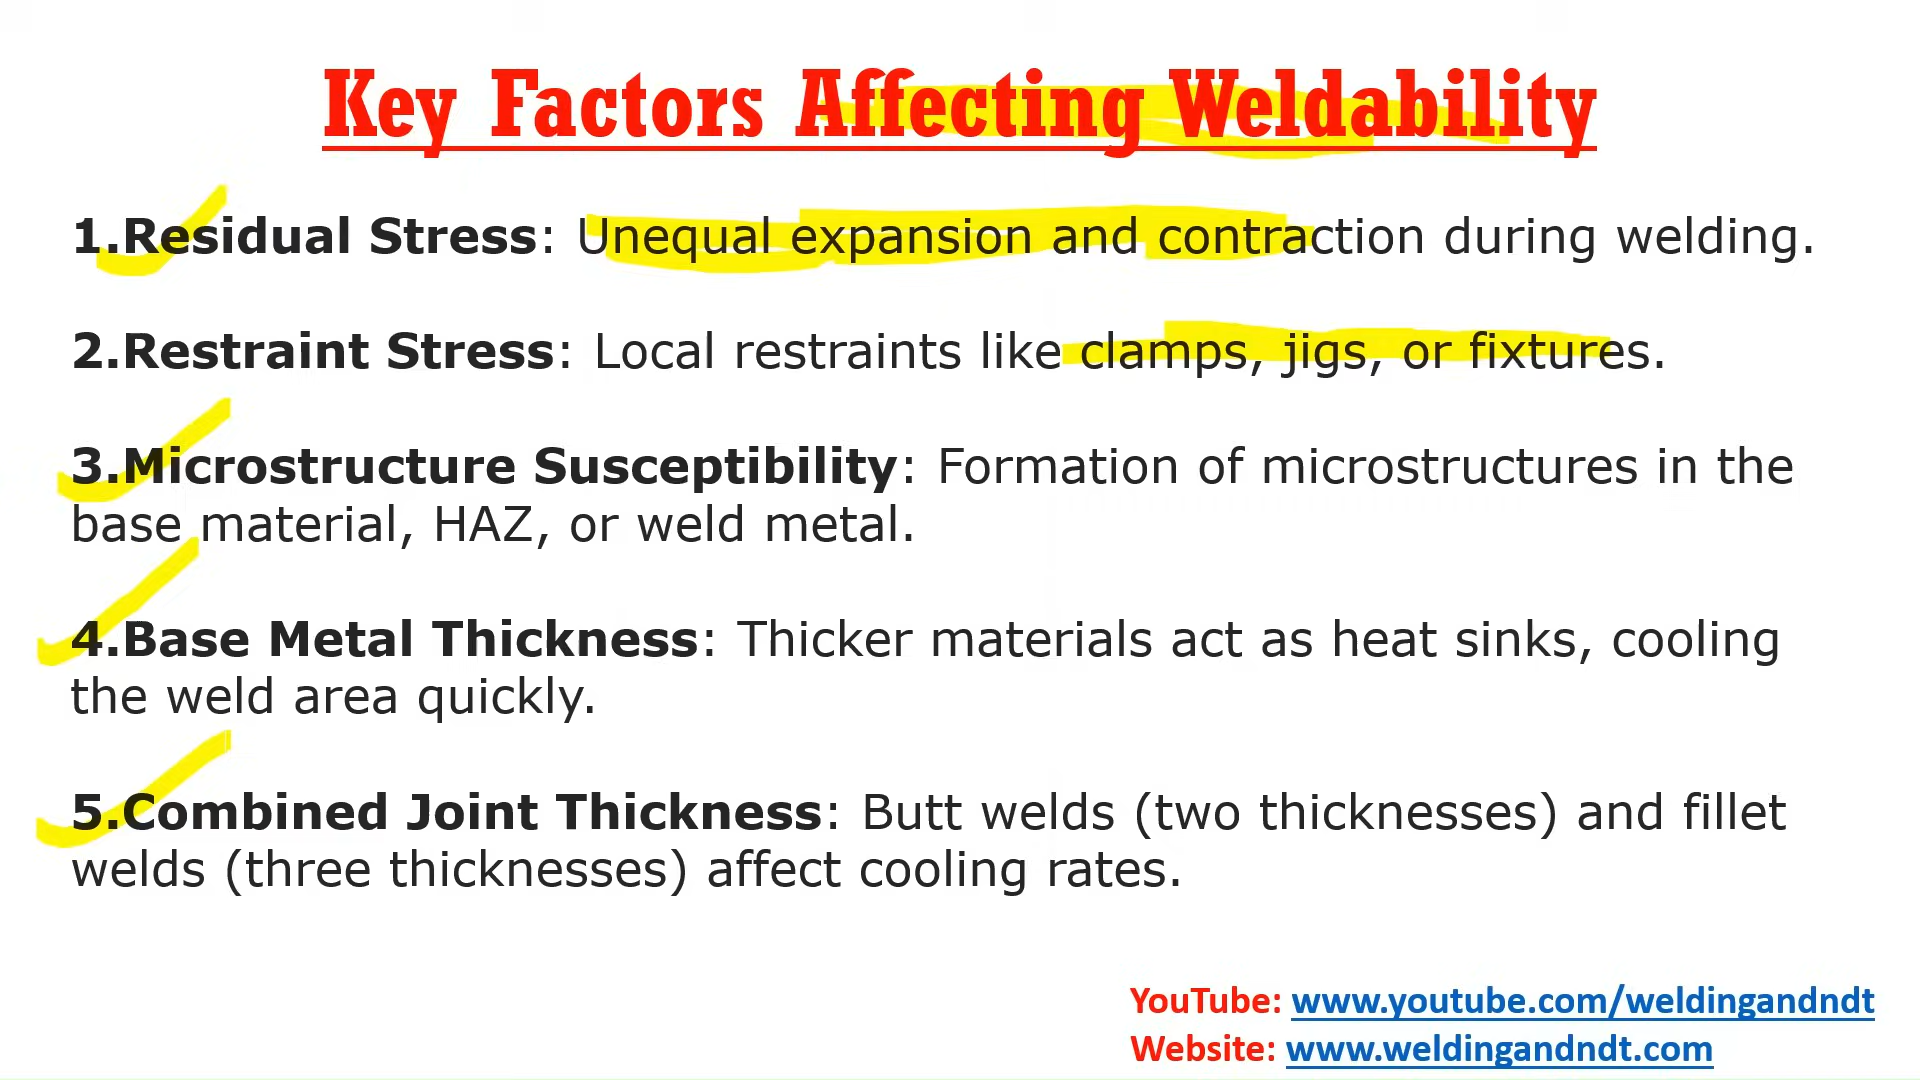 Key Factors Affecting Weldability
1.Residual Stress: Unequal expansion and contraction during welding.
2.Restraint Stress: Local restraints like clamps, jigs, or fixtures.
3.Microstructure Susceptibility: Formation of microstructures in the
base material, HAZ, or weld metal.
4.Base Metal Thickness: Thicker materials act as heat sinks, cooling
the weld area quickly.
5.Combined Joint Thickness: Butt welds (two thicknesses) and fillet
welds (three thicknesses) affect cooling rates.
YouTube: www.youtube.com/weldingandndt
Website: www.weldingandndt.com